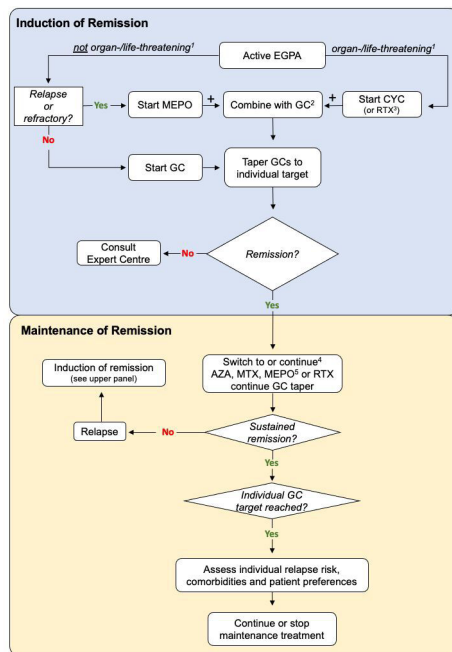 Induction of Remission
not organ-/life-threatening¹
organ-/life-threatening¹
Active EGPA
Relapse
or
refractory?
Yes
Start MEPO
+
Combine with GC²
+
Start CYC
(or RTX³)
No
Start GC
Taper GCs to
individual target
Remission?
No
Consult
Expert Centre
Yes
Maintenance of Remission
Switch to or continue⁴
AZA, MTX, MEPO⁵ or RTX
continue GC taper
Induction of remission
(see upper panel)
Relapse
No
Sustained
remission?
Yes
Individual GC
target reached?
Yes
Assess individual relapse risk,
comorbidities and patient preferences
Continue or stop
maintenance treatment